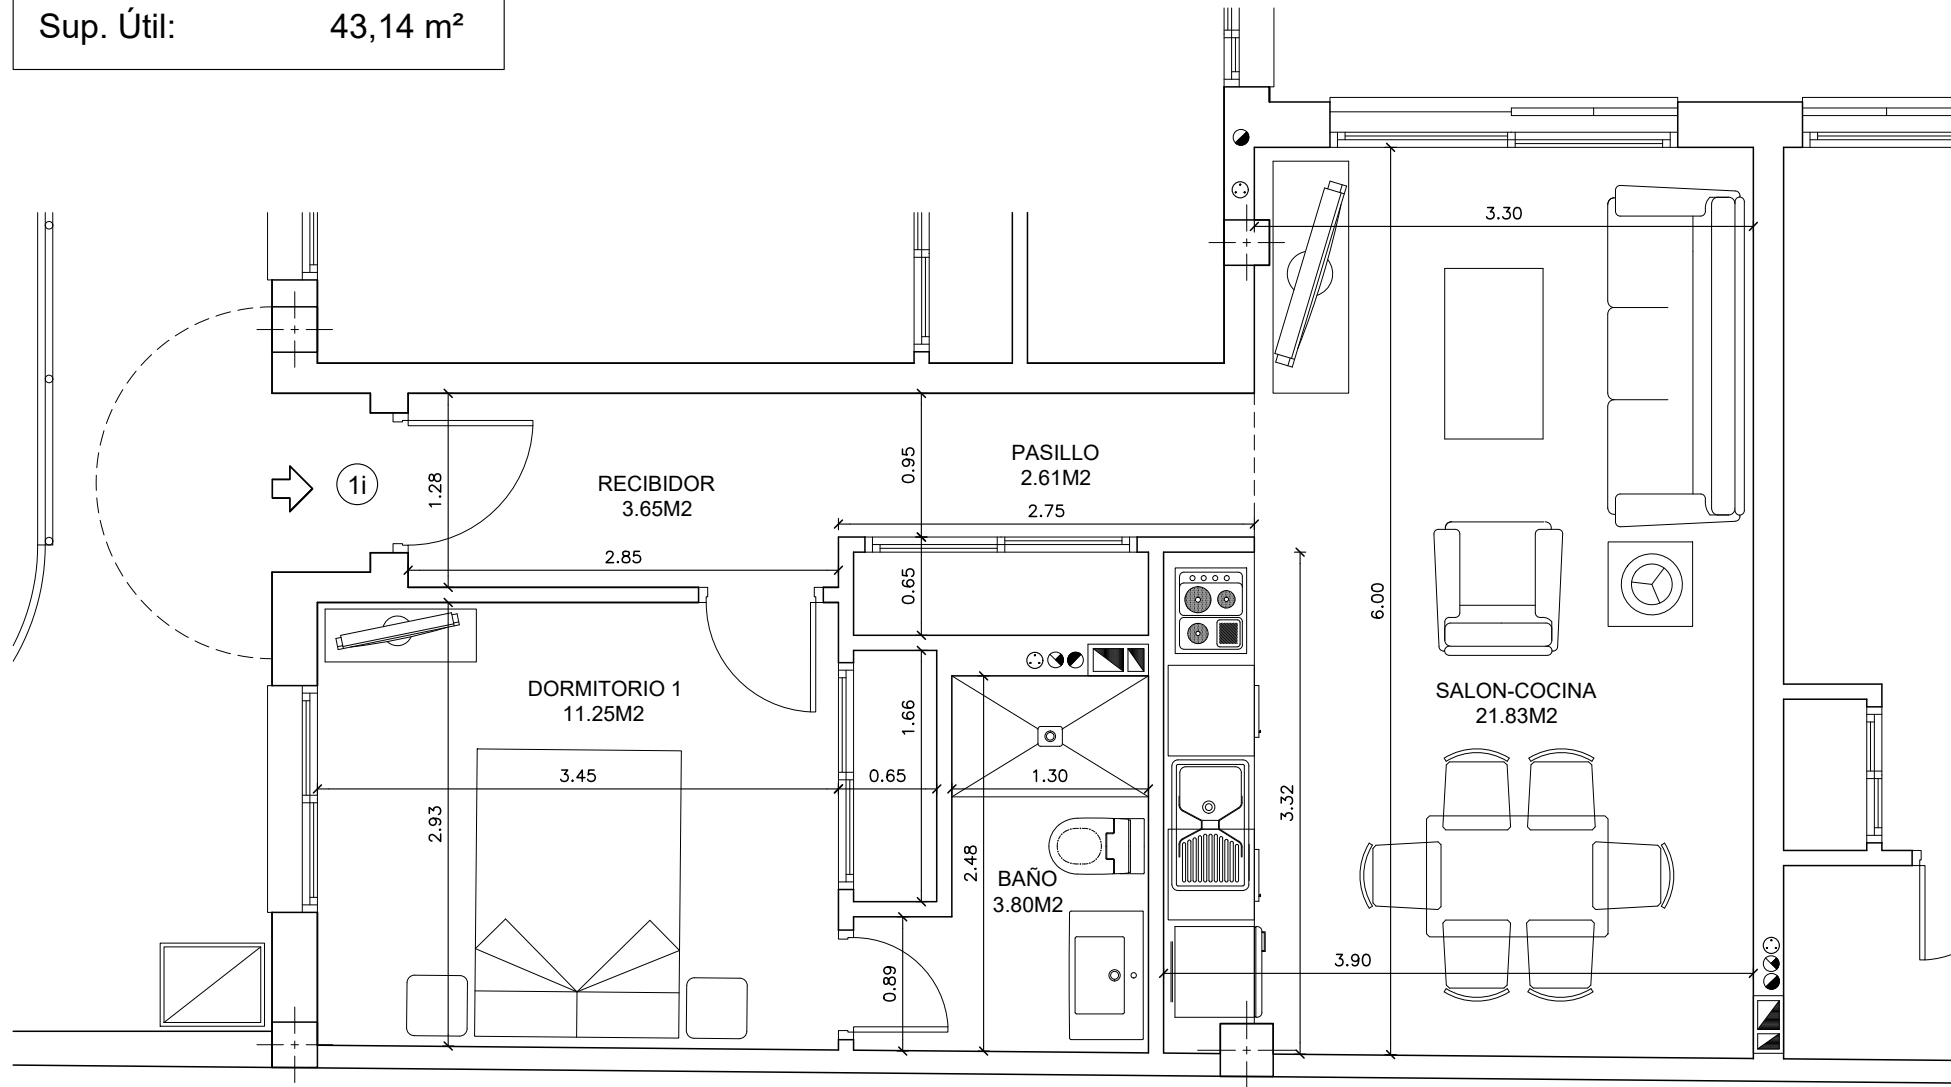 Sup. Útil: 43,14 m²
3.30
RECIBIDOR
3.65M2
PASILLO
2.61M2
0.95
1.28
1i
2.75
2.85
0.65
6.00
DORMITORIO 1
11.25M2
SALON-COCINA
21.83M2
1.66
3.45
0.65
1.30
2.93
3.32
2.48
BAÑO
3.80M2
3.90
0.89